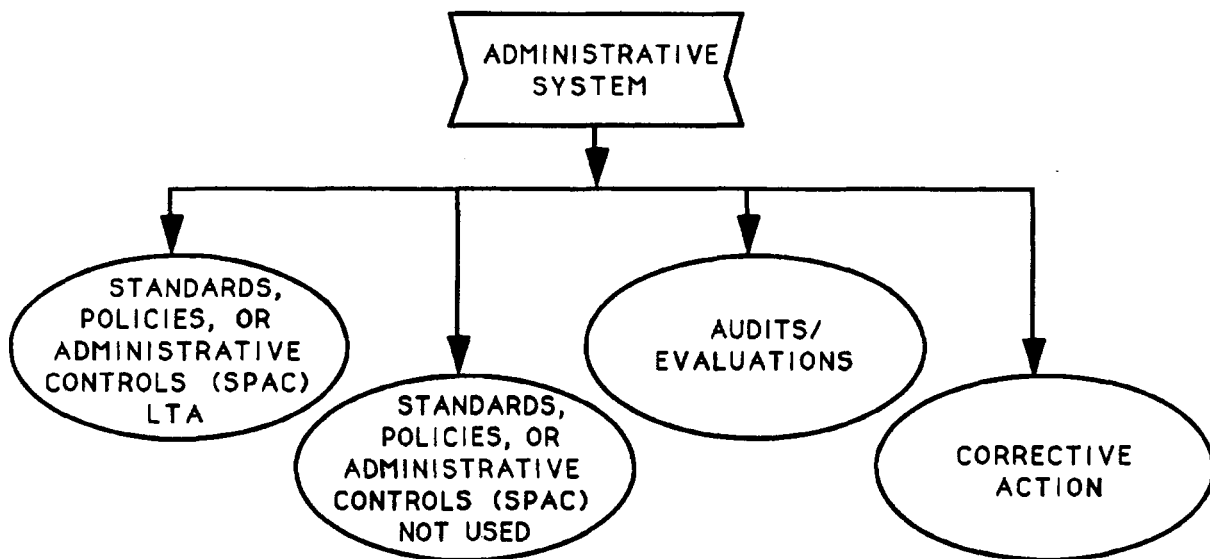 ADMINISTRATIVE
SYSTEM
STANDARDS,
POLICIES, OR
ADMINISTRATIVE
CONTROLS (SPAC)
LTA
STANDARDS,
POLICIES, OR
ADMINISTRATIVE
CONTROLS (SPAC)
NOT USED
AUDITS/
EVALUATIONS
CORRECTIVE
ACTION